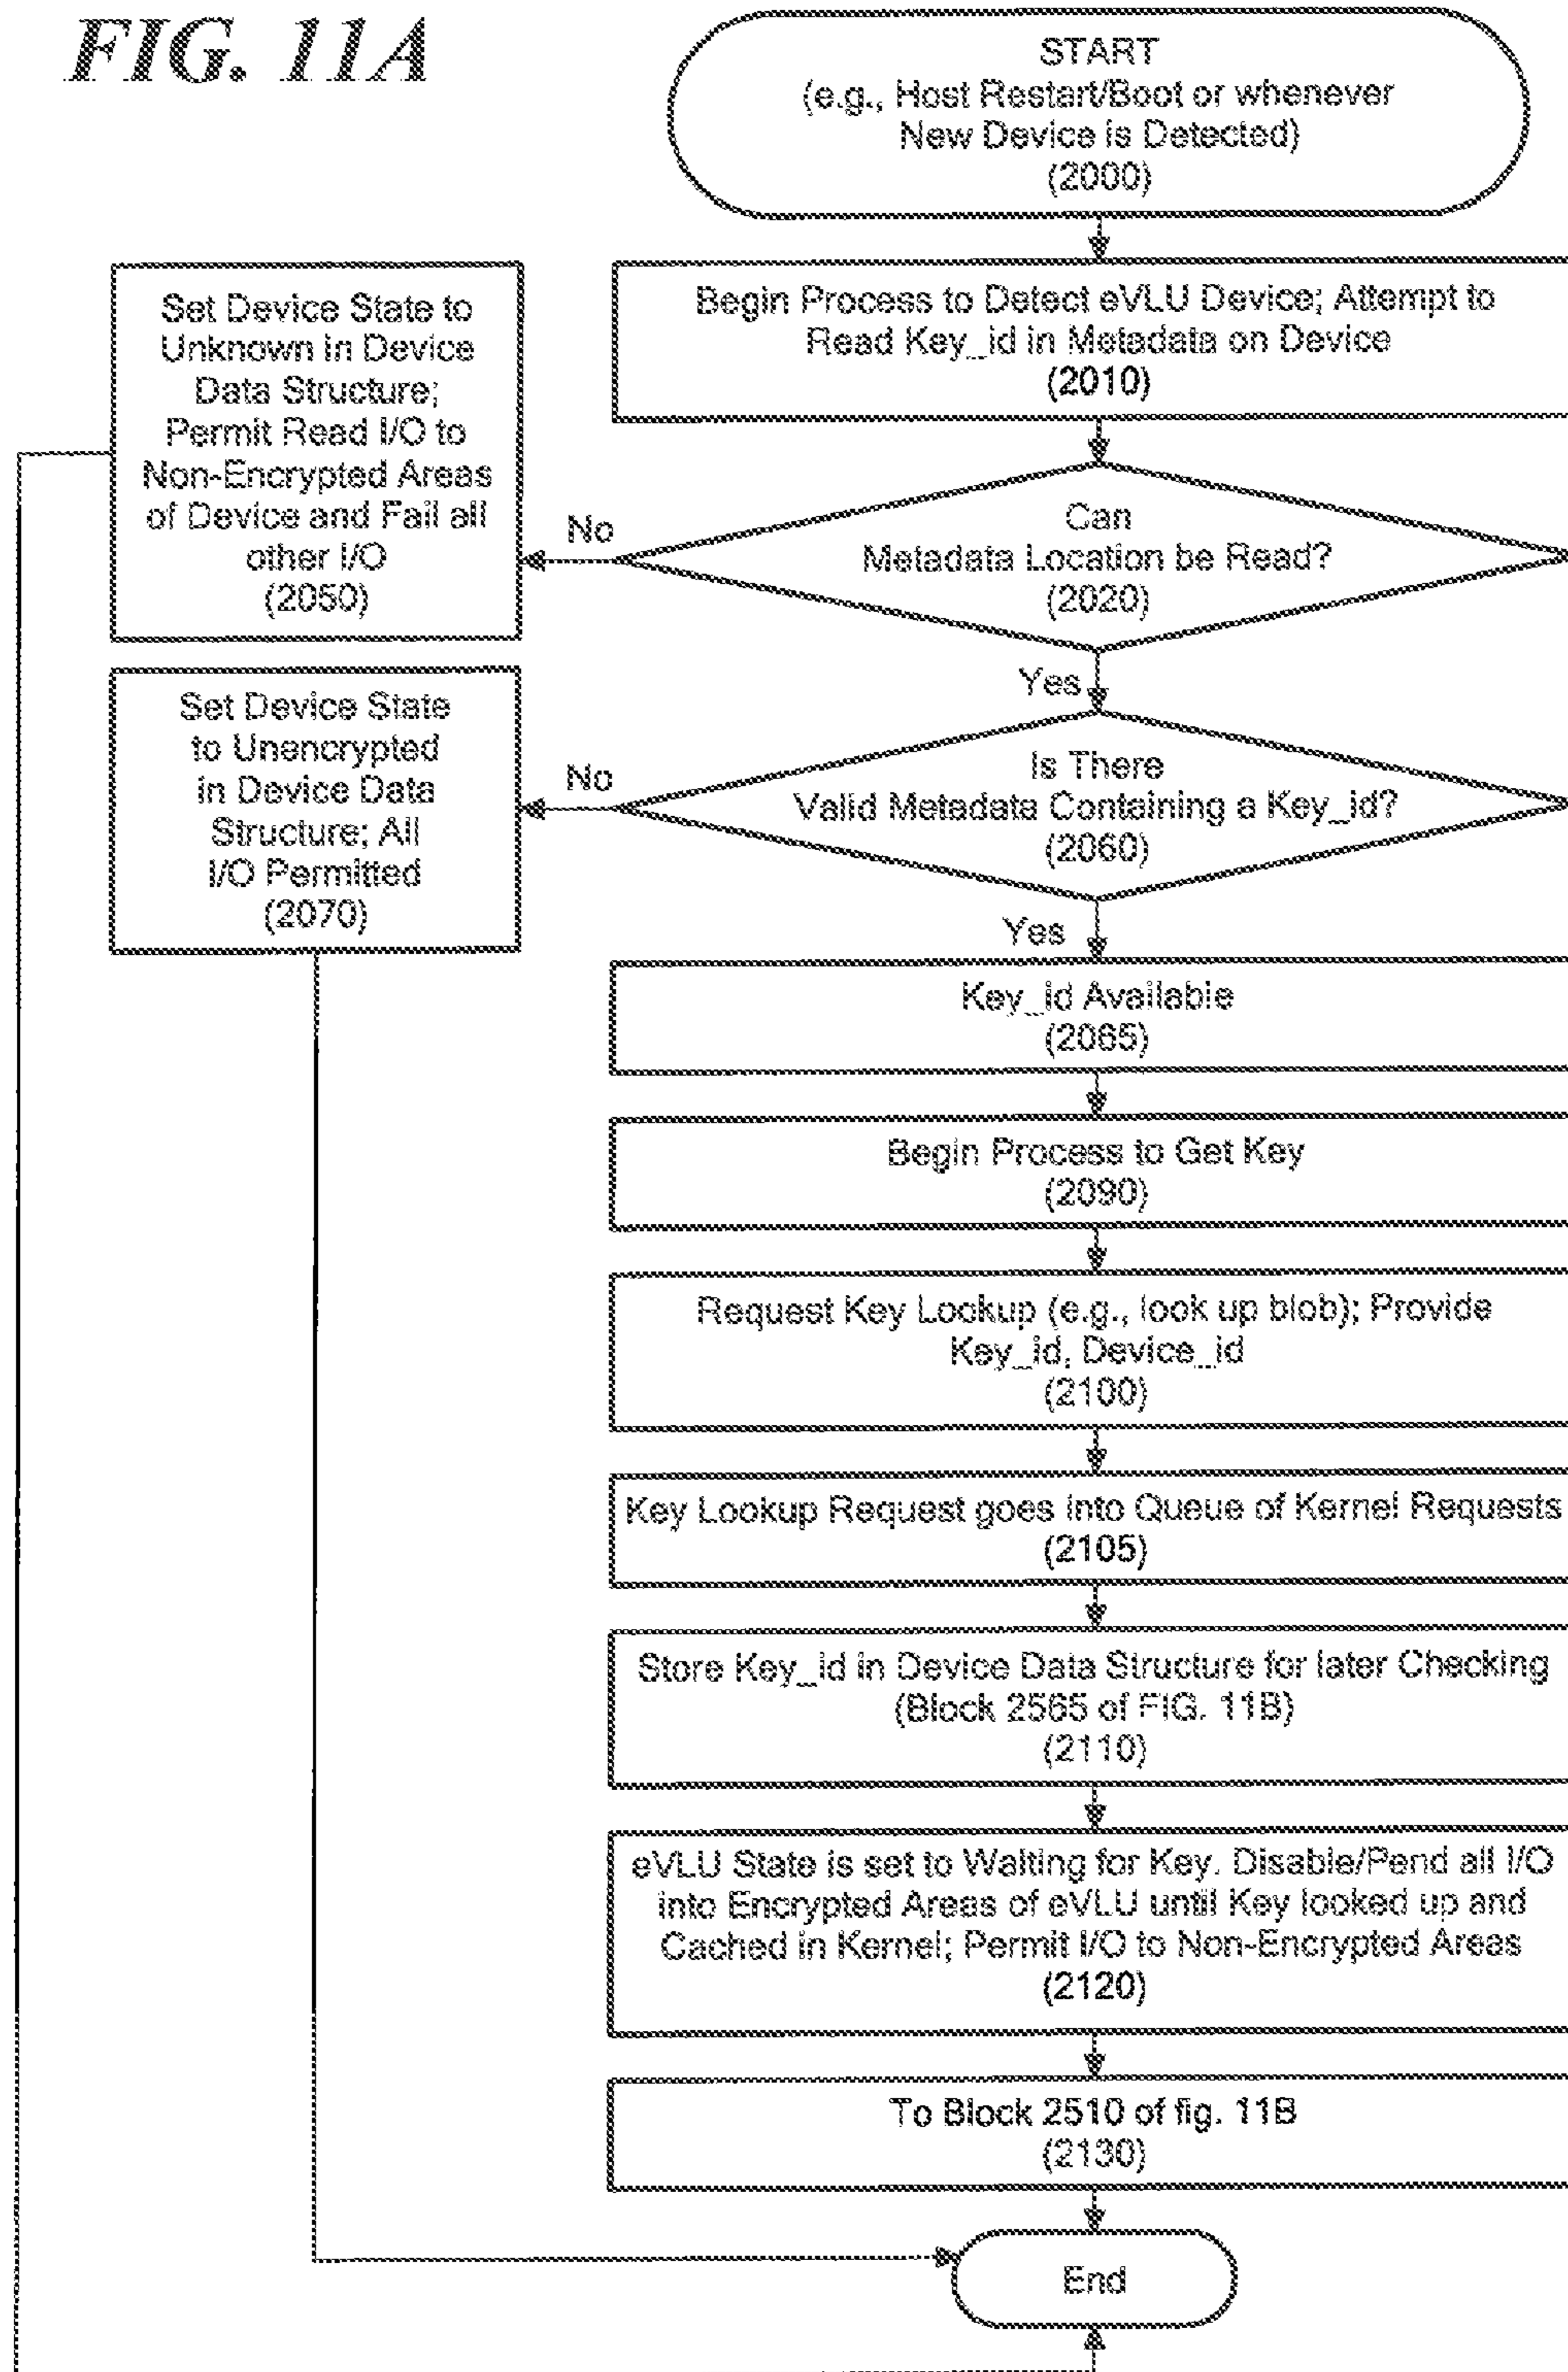 FIG. 11A
START
(e.g., Host Restart/Boot or whenever
New Device is Detected)
(2000)
Begin Process to Detect eVLU Device; Attempt to
Read Key_id in Metadata on Device
(2010)
Can
Metadata Location be Read?
(2020)
No
Set Device State to
Unknown in Device
Data Structure;
Permit Read I/O to
Non-Encrypted Areas
of Device and Fail all
other I/O
(2050)
Yes
Is There
Valid Metadata Containing a Key_id?
(2060)
No
Set Device State
to Unencrypted
in Device Data
Structure; All
I/O Permitted
(2070)
Yes
Key_id Available
(2065)
Begin Process to Get Key
(2090)
Request Key Lookup (e.g., look up blob); Provide
Key_id, Device_id
(2100)
Key Lookup Request goes into Queue of Kernel Requests
(2105)
Store Key_id in Device Data Structure for later Checking
(Block 2565 of FIG. 11B)
(2110)
eVLU State is set to Waiting for Key. Disable/Pend all I/O
into Encrypted Areas of eVLU until Key looked up and
Cached in Kernel; Permit I/O to Non-Encrypted Areas
(2120)
To Block 2510 of fig. 11B
(2130)
End